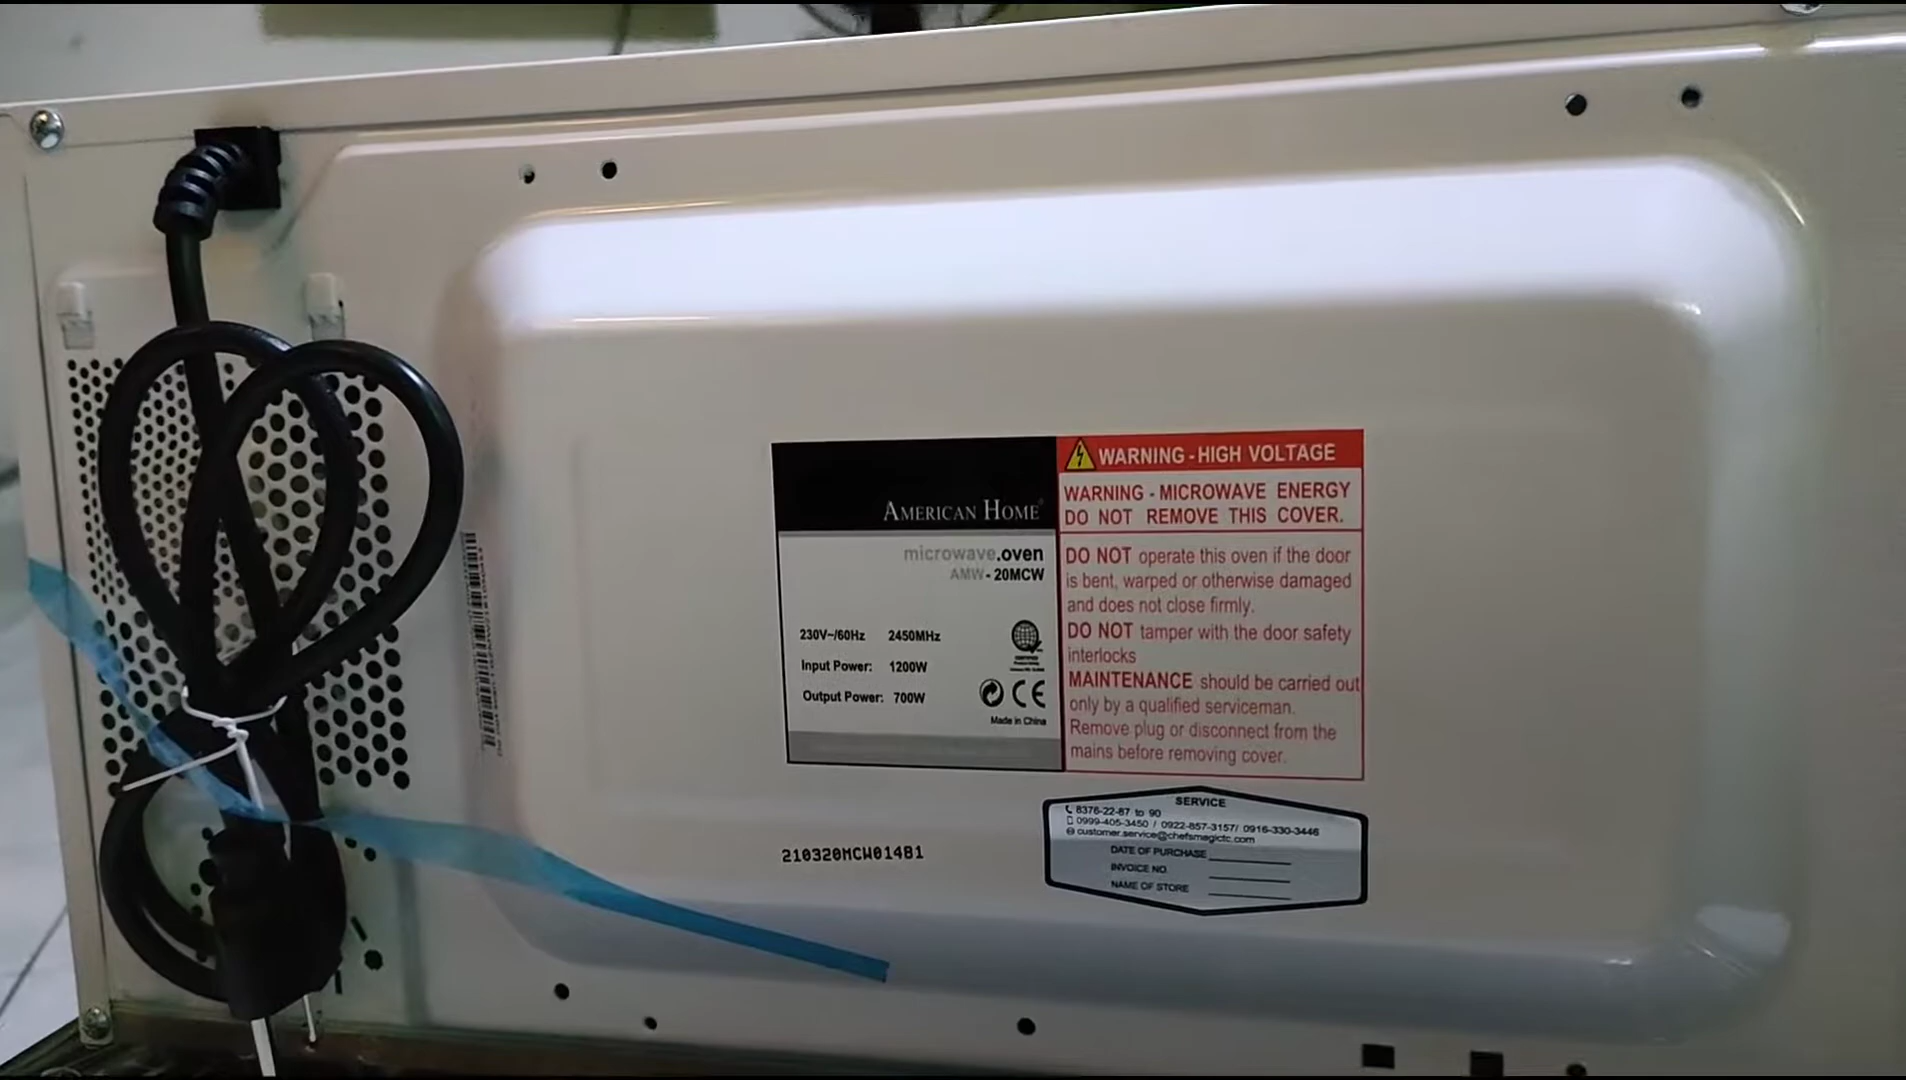 AMERICAN HOME
microwave.oven
AMW - 20MCW
230V~/60Hz 2450MHz
Input Power: 1200W
Output Power: 700W
CE
Made in China
WARNING - HIGH VOLTAGE
WARNING - MICROWAVE ENERGY
DO NOT REMOVE THIS COVER.
DO NOT operate this oven if the door
is bent, warped or otherwise damaged
and does not close firmly.
DO NOT tamper with the door safety
interlocks
MAINTENANCE should be carried out
only by a qualified serviceman.
Remove plug or disconnect from the
mains before removing cover.
210320MCW014B1
SERVICE
8376-22-87 to 90
0999-405-3450 / 0922-857-3157/ 0916-330-3446
customer.service@chefsmagictc.com
DATE OF PURCHASE
INVOICE NO.
NAME OF STORE